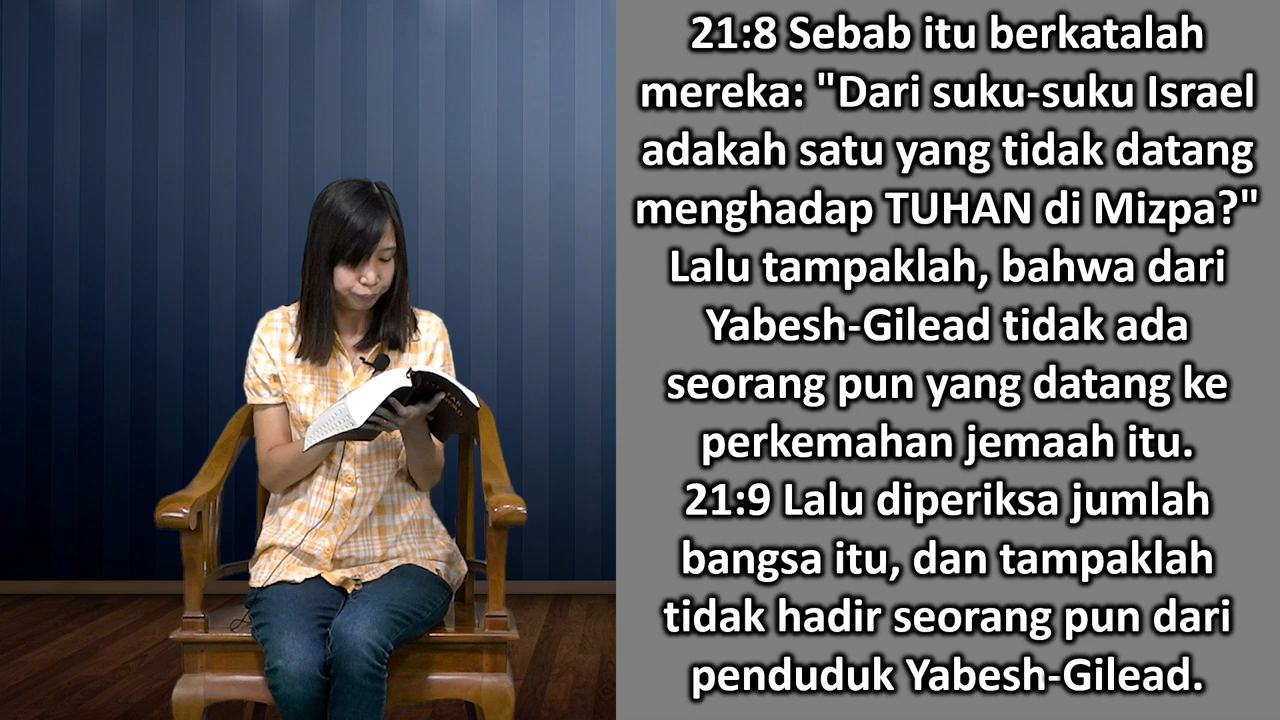 21:8 Sebab itu berkatalah
mereka: "Dari suku-suku Israel
adakah satu yang tidak datang
menghadap TUHAN di Mizpa?"
Lalu tampaklah, bahwa dari
Yabesh-Gilead tidak ada
seorang pun yang datang ke
perkemahan jemaah itu.
21:9 Lalu diperiksa jumlah
bangsa itu, dan tampaklah
tidak hadir seorang pun dari
penduduk Yabesh-Gilead.